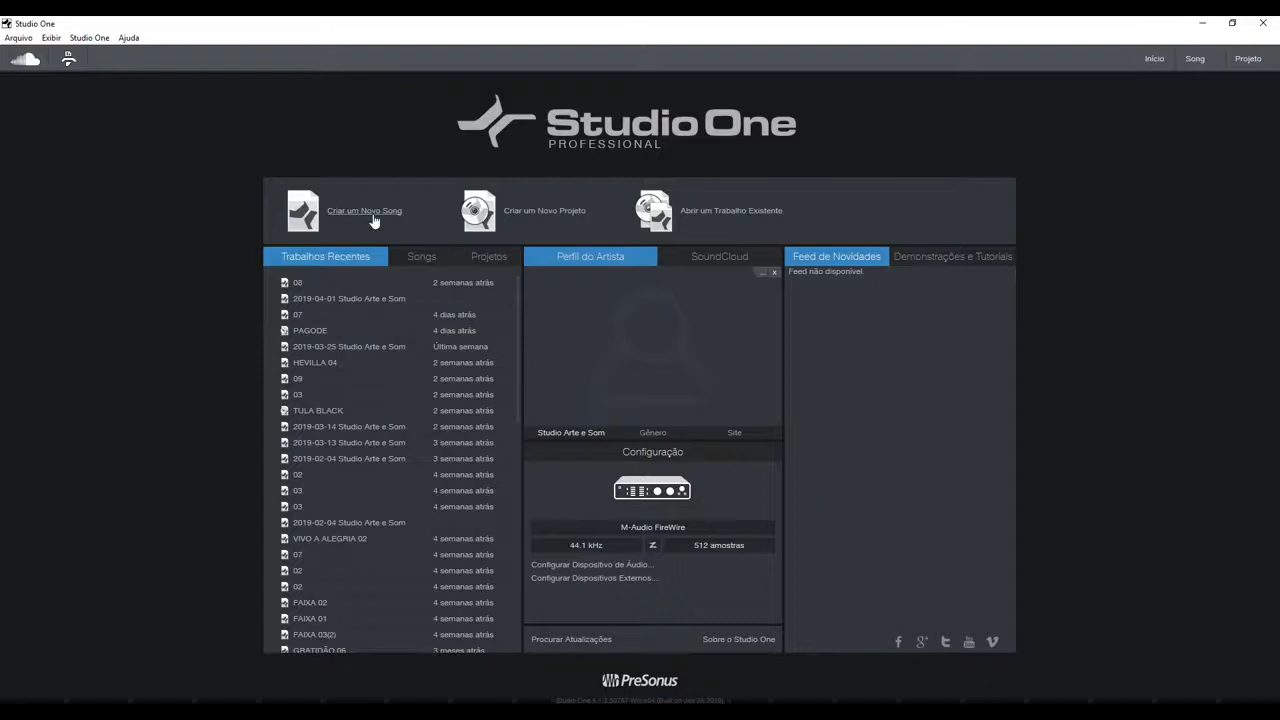 Studio One
Arquivo Exibir Studio One Ajuda
Início Song Projeto
Studio One
PROFESSIONAL
Criar um Novo Song Criar um Novo Projeto Abrir um Trabalho Existente
Trabalhos Recentes Songs Projetos
08 2 semanas atrás
2019-04-01 Studio Arte e Som
07 4 dias atrás
PAGODE 4 dias atrás
2019-03-25 Studio Arte e Som Última semana
HEVILLA 04 2 semanas atrás
09 2 semanas atrás
03 2 semanas atrás
TULA BLACK 2 semanas atrás
2019-03-14 Studio Arte e Som 2 semanas atrás
2019-03-13 Studio Arte e Som 3 semanas atrás
2019-02-04 Studio Arte e Som 3 semanas atrás
02 4 semanas atrás
03 4 semanas atrás
03 4 semanas atrás
2019-02-04 Studio Arte e Som
VIVO A ALEGRIA 02 4 semanas atrás
07 4 semanas atrás
02 4 semanas atrás
02 4 semanas atrás
FAIXA 02 4 semanas atrás
FAIXA 01 4 semanas atrás
FAIXA 03(2) 4 semanas atrás
GRATIDÃO 06 3 meses atrás
Perfil do Artista SoundCloud
Studio Arte e Som Gênero Site
Configuração
M-Audio FireWire
44.1 kHz 512 amostras
Configurar Dispositivo de Áudio...
Configurar Dispositivos Externos...
Procurar Atualizações Sobre o Studio One
Feed de Novidades Demonstrações e Tutoriais
Feed não disponível.
PreSonus